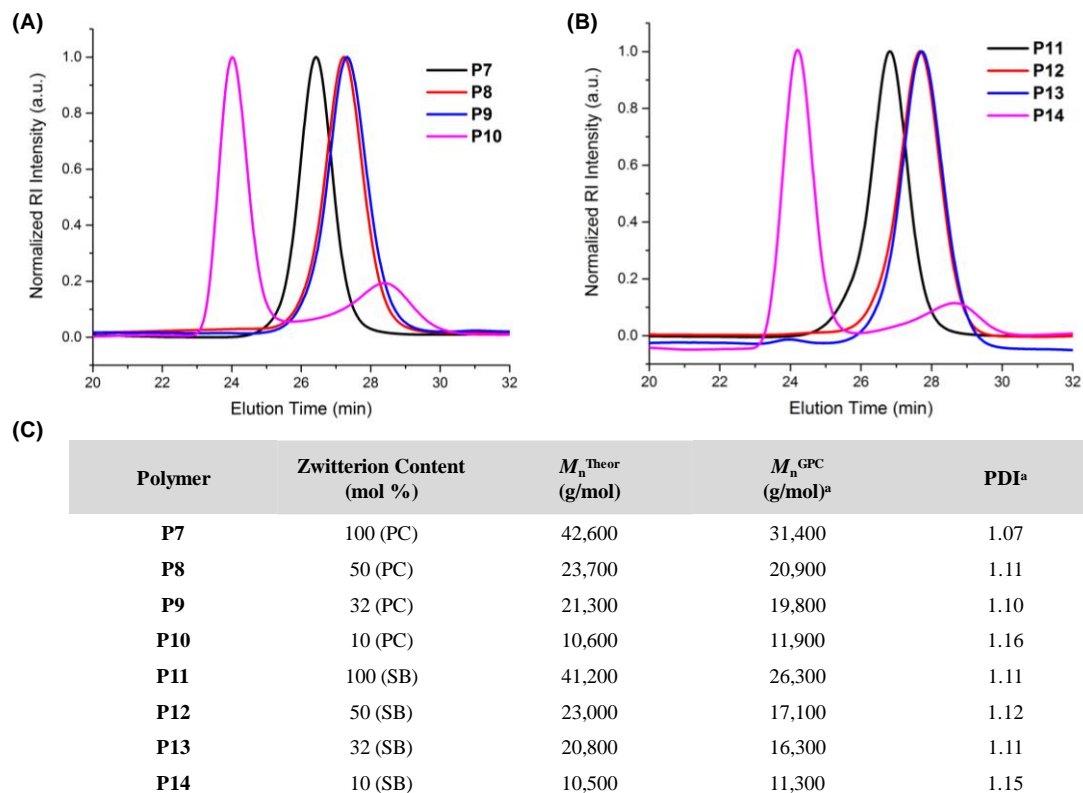 (A)
Normalized RI Intensity (a.u.)
1.0
0.8
0.6
0.4
0.2
0.0
20 22 24 26 28 30 32
Elution Time (min)
P7
P8
P9
P10
(B)
Normalized RI Intensity (a.u.)
1.0
0.8
0.6
0.4
0.2
0.0
20 22 24 26 28 30 32
Elution Time (min)
P11
P12
P13
P14
(C)
Polymer Zwitterion Content (mol %) Mn^Theor (g/mol) Mn^GPC (g/mol)^a PDI^a
P7 100 (PC) 42,600 31,400 1.07
P8 50 (PC) 23,700 20,900 1.11
P9 32 (PC) 21,300 19,800 1.10
P10 10 (PC) 10,600 11,900 1.16
P11 100 (SB) 41,200 26,300 1.11
P12 50 (SB) 23,000 17,100 1.12
P13 32 (SB) 20,800 16,300 1.11
P14 10 (SB) 10,500 11,300 1.15